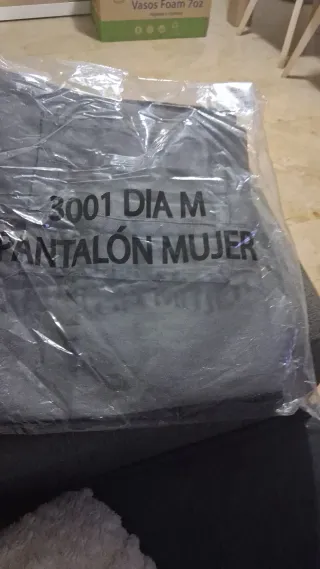 Vasos Foam 7oz
3001 DIA M
PANTALÓN MUJER